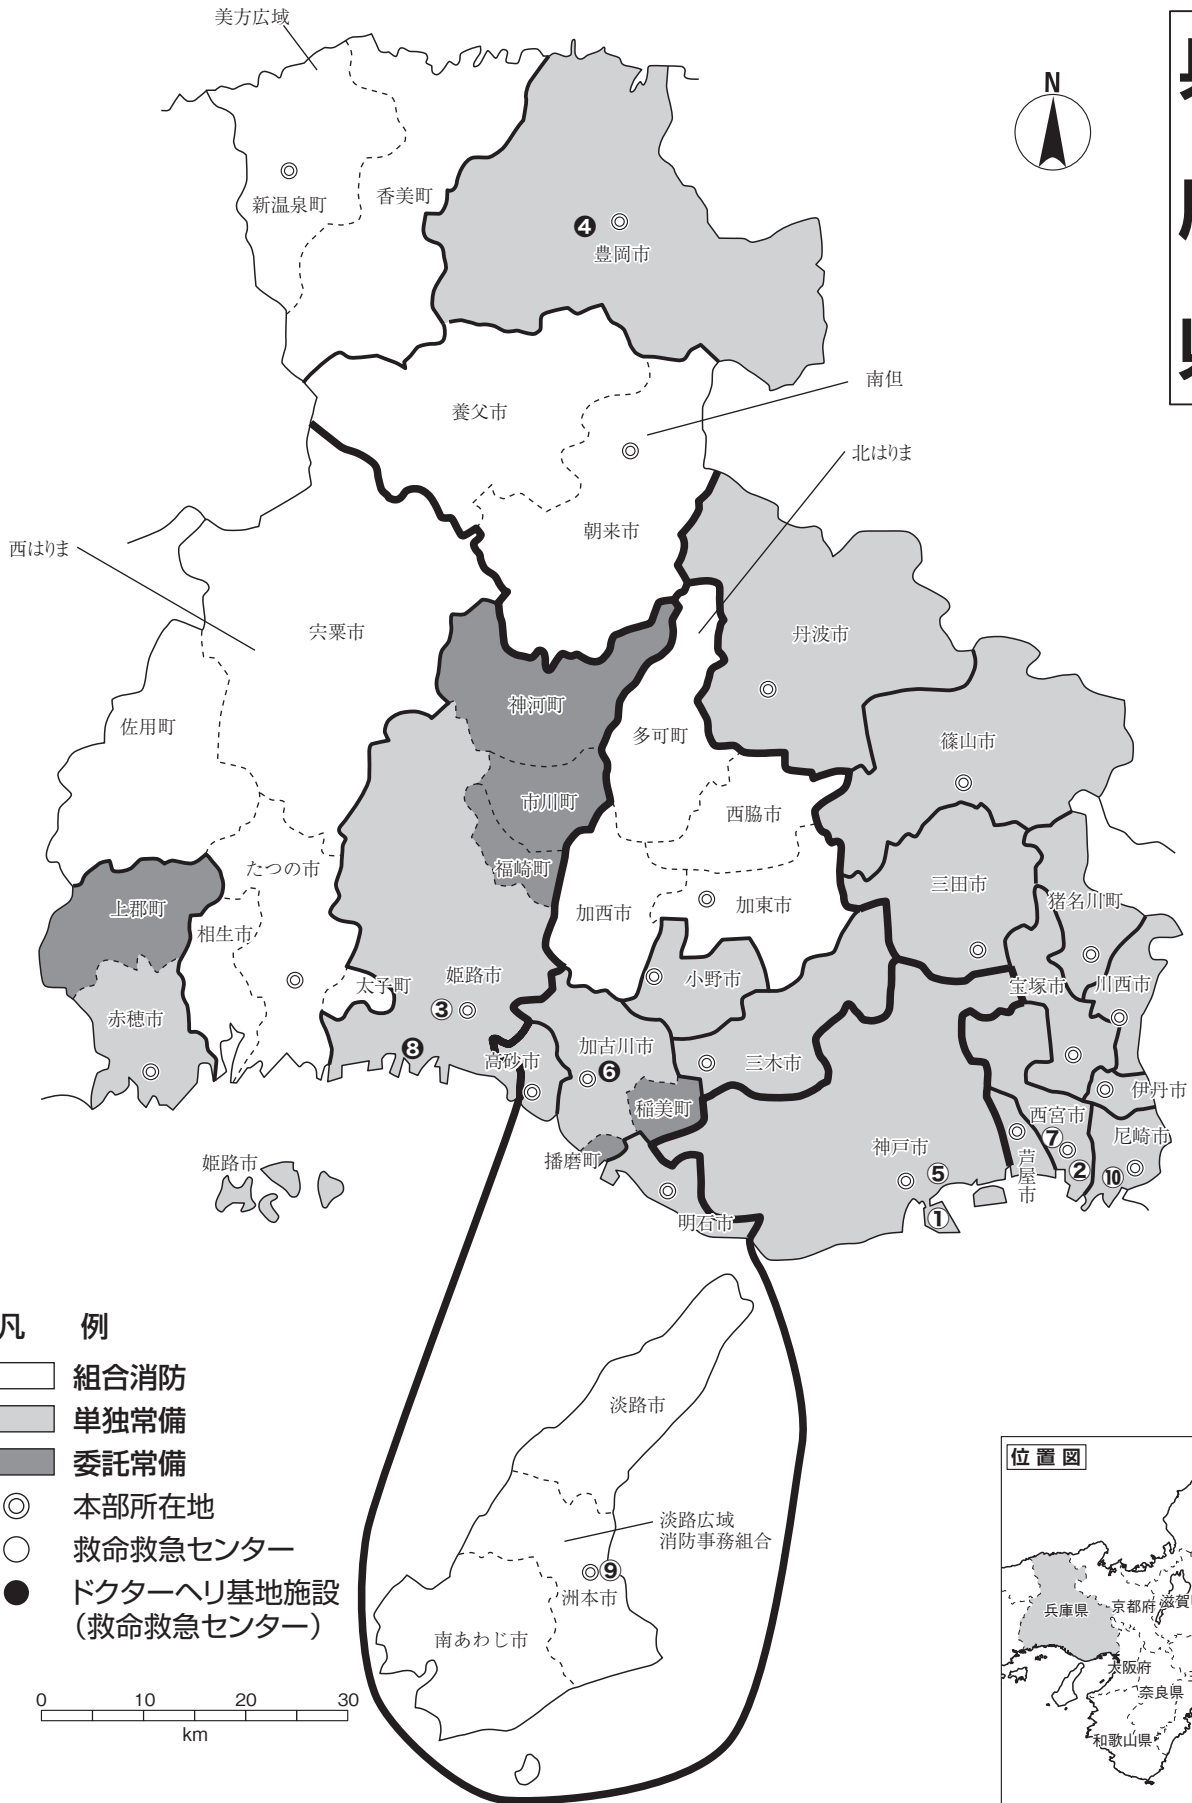 美方広域
N
新温泉町
香美町
❹
豊岡市
南但
養父市
北はりま
朝来市
西はりま
宍粟市
丹波市
神河町
佐用町
多可町
篠山市
市川町
西脇市
たつの市
福崎町
三田市
上郡町
加西市
加東市
猪名川町
相生市
太子町
姫路市
小野市
宝塚市
川西市
③
赤穂市
❽
高砂市
加古川市
❻
三木市
伊丹市
稲美町
西宮市
尼崎市
神戸市
⑦
播磨町
姫路市
芦屋市
⑤
②
⑩
①
明石市
凡 例
組合消防
単独常備
委託常備
本部所在地
救命救急センター
ドクターヘリ基地施設
（救命救急センター）
淡路市
淡路広域
消防事務組合
⑨
洲本市
南あわじ市
0 10 20 30
km
位置図
兵庫県
京都府
滋賀
大阪府
奈良県
和歌山県